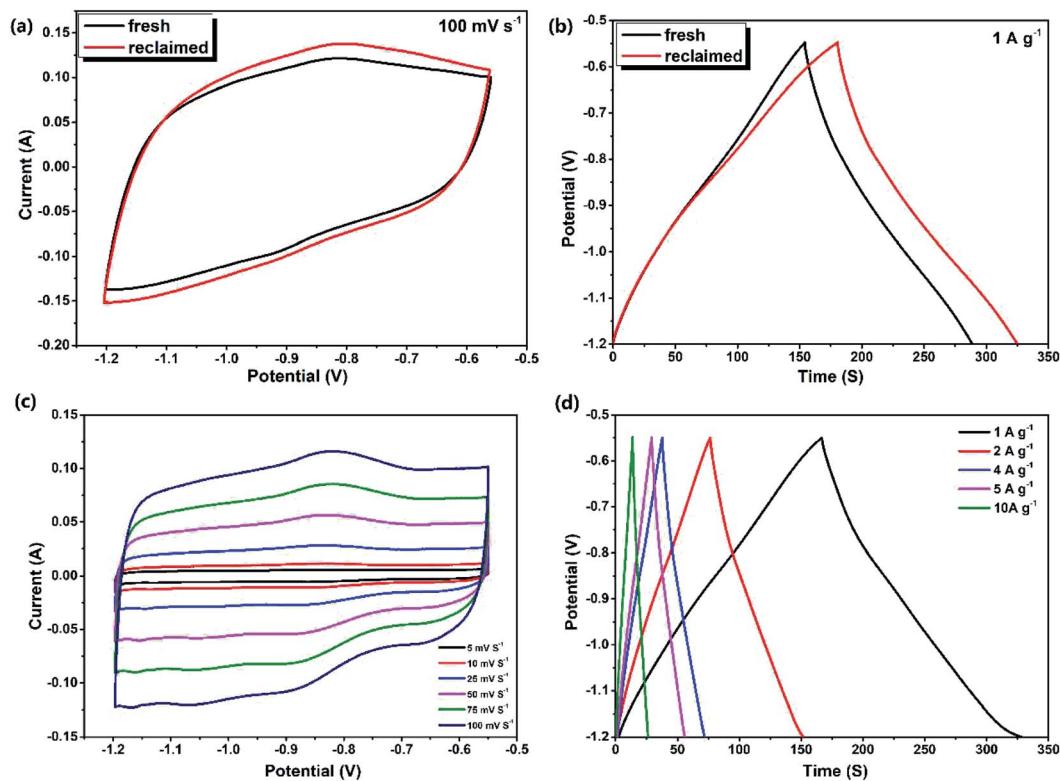 (a)
fresh
reclaimed
100 mV s⁻¹
0.15
0.10
0.05
0.00
-0.05
-0.10
-0.15
-0.20
Current (A)
-1.2 -1.1 -1.0 -0.9 -0.8 -0.7 -0.6 -0.5
Potential (V)
(b)
fresh
reclaimed
1 A g⁻¹
-0.5
-0.6
-0.7
-0.8
-0.9
-1.0
-1.1
-1.2
Potential (V)
0 50 100 150 200 250 300 350
Time (S)
(c)
0.15
0.10
0.05
0.00
-0.05
-0.10
-0.15
Current (A)
5 mV S⁻¹
10 mV S⁻¹
25 mV S⁻¹
50 mV S⁻¹
75 mV S⁻¹
100 mV S⁻¹
-1.2 -1.1 -1.0 -0.9 -0.8 -0.7 -0.6 -0.5
Potential (V)
(d)
-0.5
-0.6
-0.7
-0.8
-0.9
-1.0
-1.1
-1.2
Potential (V)
1 A g⁻¹
2 A g⁻¹
4 A g⁻¹
5 A g⁻¹
10A g⁻¹
0 50 100 150 200 250 300 350
Time (S)